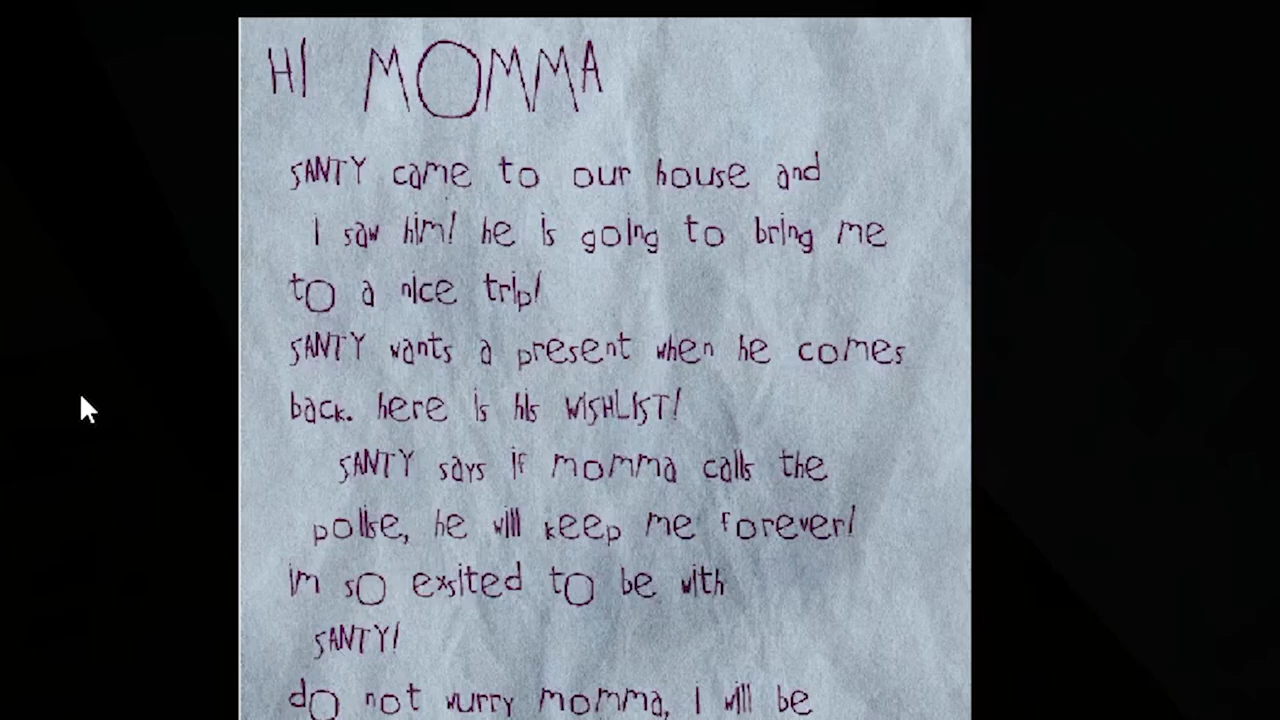 HI MOMMA
SANTY came to our house and
I saw him! he is going to bring me
to a nice trip!
SANTY wants a present when he comes
back. here is his WISHLIST!
SANTY says if momma calls the
polise, he will keep me forever!
im so exsited to be with
SANTY!
do not wurry momma, i will be